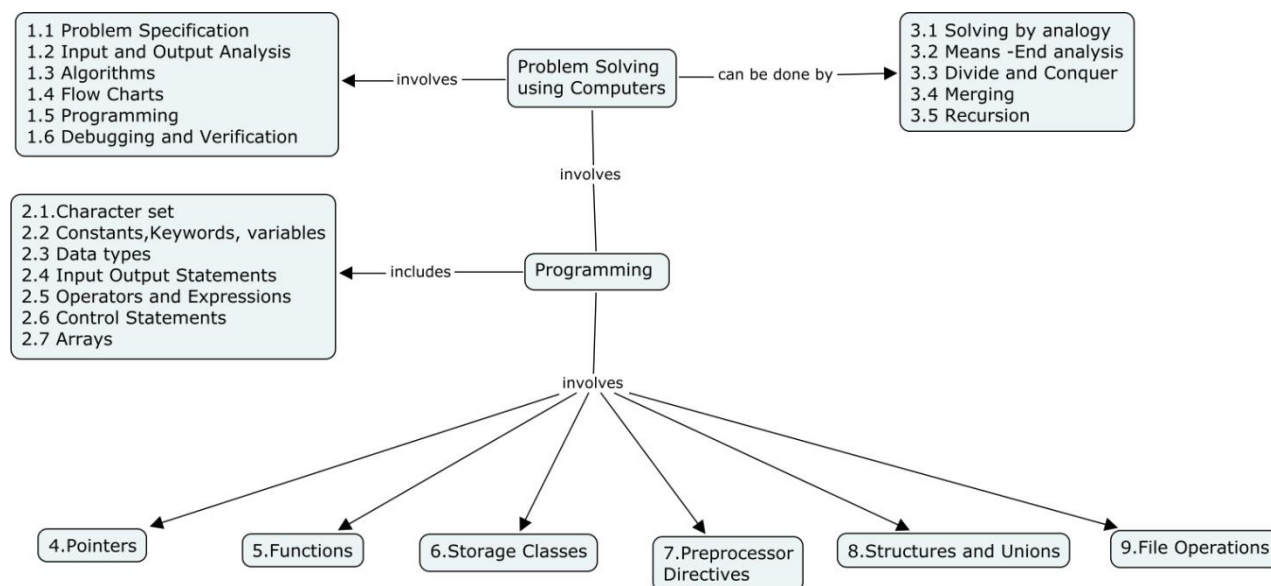 1.1 Problem Specification
1.2 Input and Output Analysis
1.3 Algorithms
1.4 Flow Charts
1.5 Programming
1.6 Debugging and Verification
involves
Problem Solving
using Computers
can be done by
3.1 Solving by analogy
3.2 Means -End analysis
3.3 Divide and Conquer
3.4 Merging
3.5 Recursion
involves
2.1.Character set
2.2 Constants,Keywords, variables
2.3 Data types
2.4 Input Output Statements
2.5 Operators and Expressions
2.6 Control Statements
2.7 Arrays
includes
Programming
involves
4.Pointers
5.Functions
6.Storage Classes
7.Preprocessor
Directives
8.Structures and Unions
9.File Operations